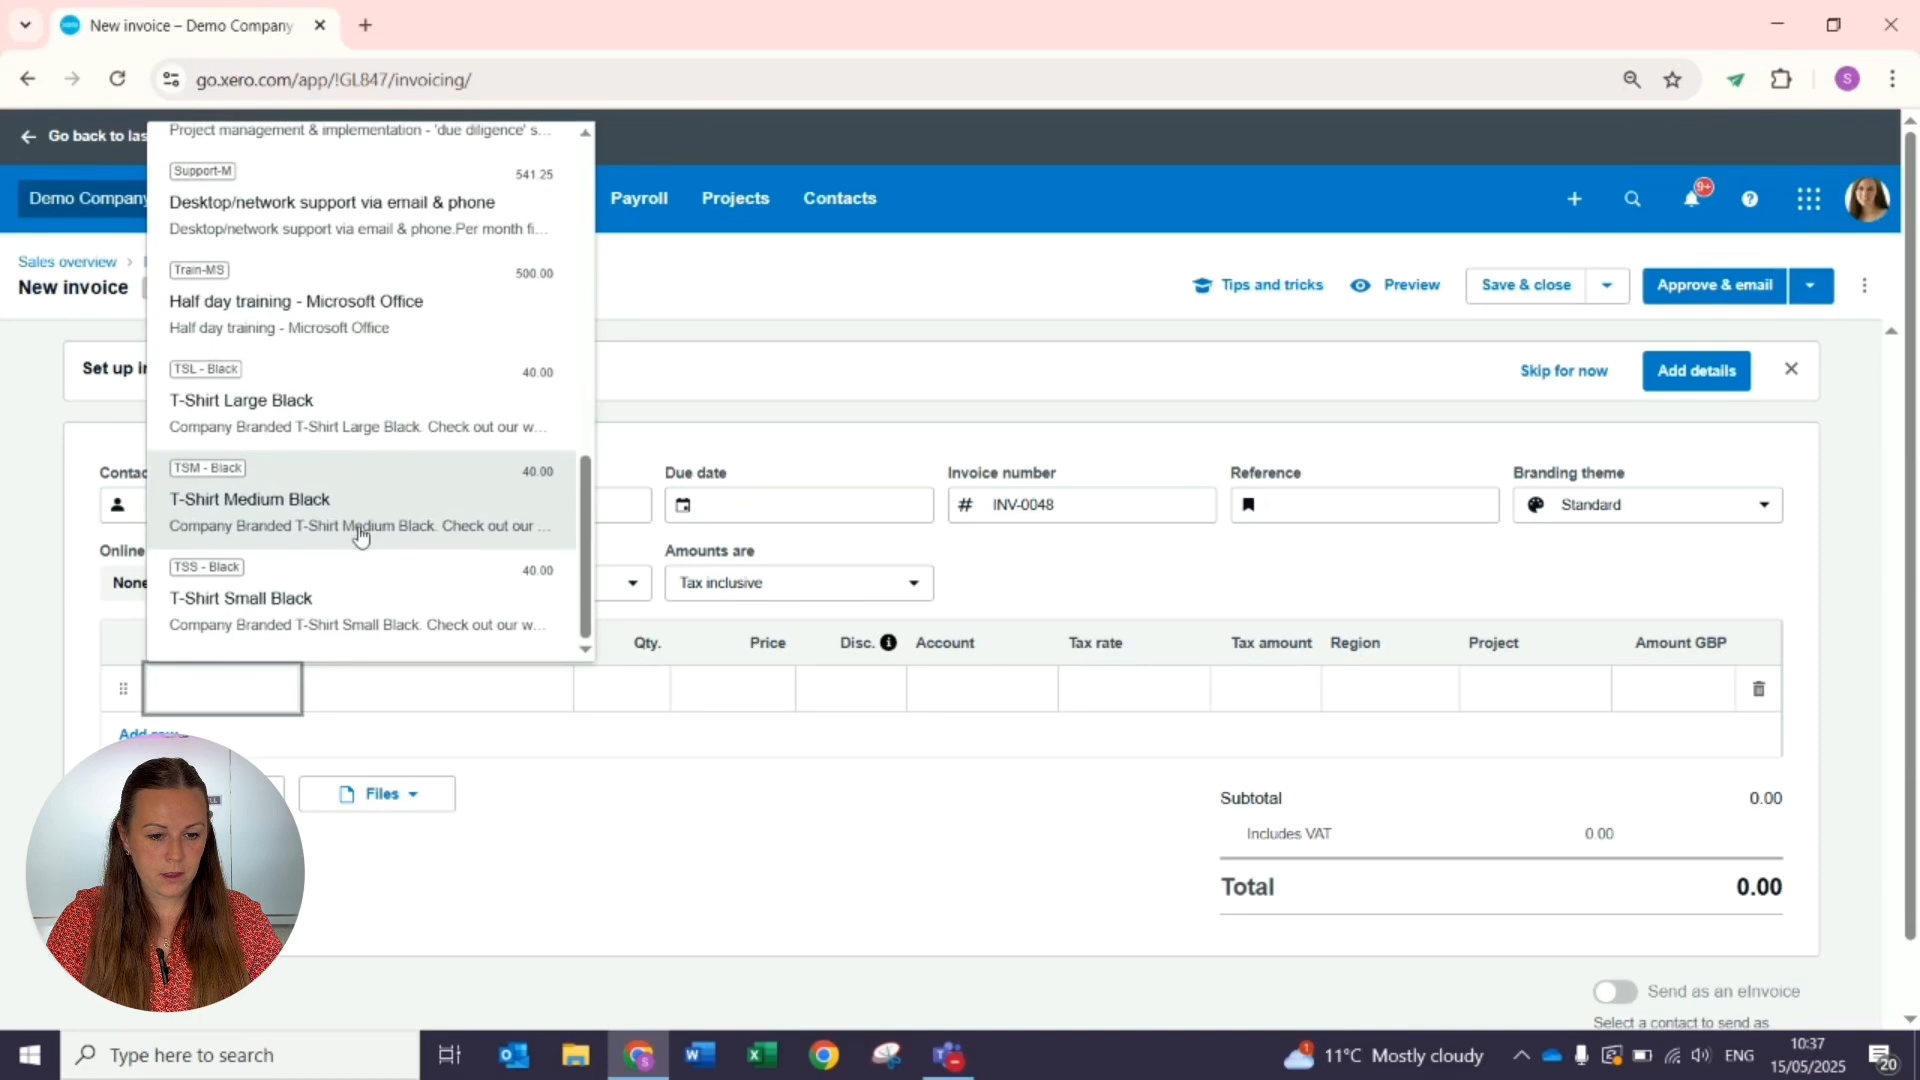 New invoice – Demo Company
go.xero.com/app/!GL847/invoicing/
S
Go back to las
Demo Company
Payroll
Projects
Contacts
9+
Sales overview
New invoice
Tips and tricks
Preview
Save & close
Approve & email
Project management & implementation - 'due diligence' s...
Support-M
541.25
Desktop/network support via email & phone
Desktop/network support via email & phone.Per month fi...
Train-MS
500.00
Half day training - Microsoft Office
Half day training - Microsoft Office
TSL - Black
40.00
T-Shirt Large Black
Company Branded T-Shirt Large Black. Check out our w...
TSM - Black
40.00
T-Shirt Medium Black
Company Branded T-Shirt Medium Black. Check out our ...
TSS - Black
40.00
T-Shirt Small Black
Company Branded T-Shirt Small Black. Check out our w...
Set up in
Skip for now
Add details
Contac
Due date
Invoice number
# INV-0048
Reference
Branding theme
Standard
Online
None
Amounts are
Tax inclusive
Qty.
Price
Disc.
Account
Tax rate
Tax amount
Region
Project
Amount GBP
Add row
Files
Subtotal 0.00
Includes VAT 0.00
Total 0.00
Send as an eInvoice
Select a contact to send as
Type here to search
1
11°C Mostly cloudy
ENG
10:37
15/05/2025
20